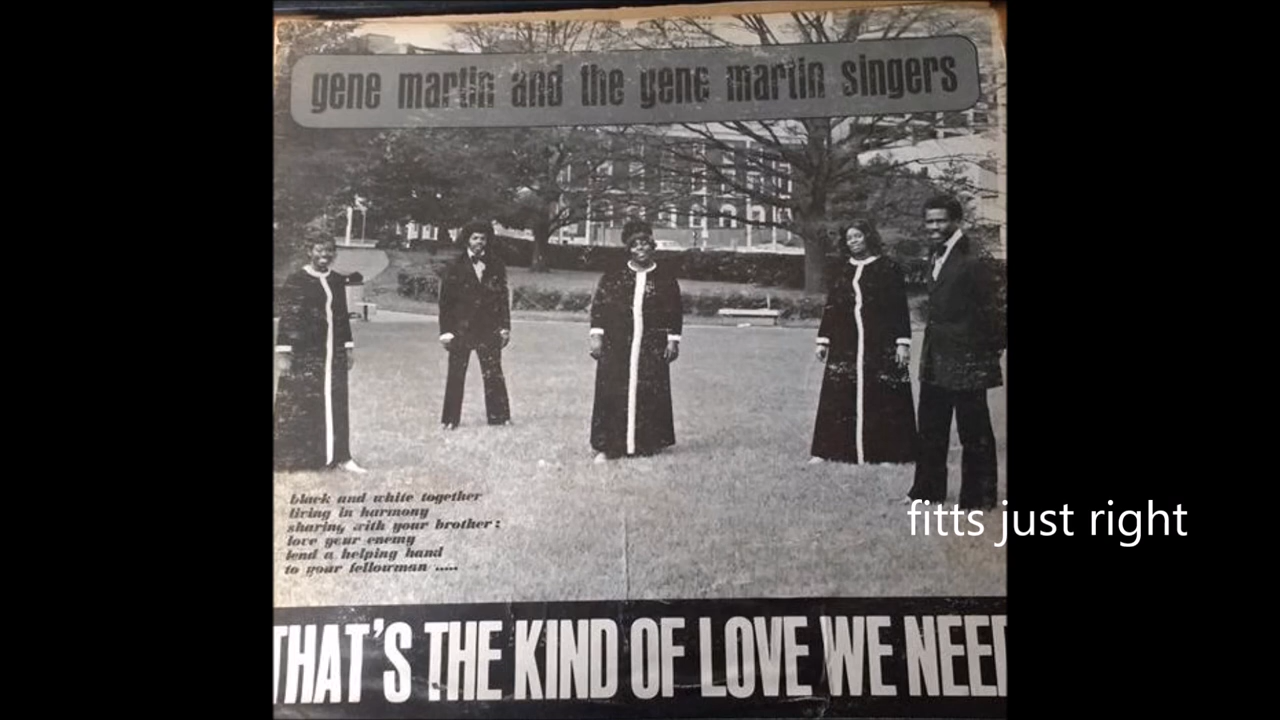 gene martin and the gene martin singers
black and white together
living in harmony
sharing with your brother:
love your enemy
lend a helping hand
to your fellowman .....
fitts just right
THAT'S THE KIND OF LOVE WE NEED